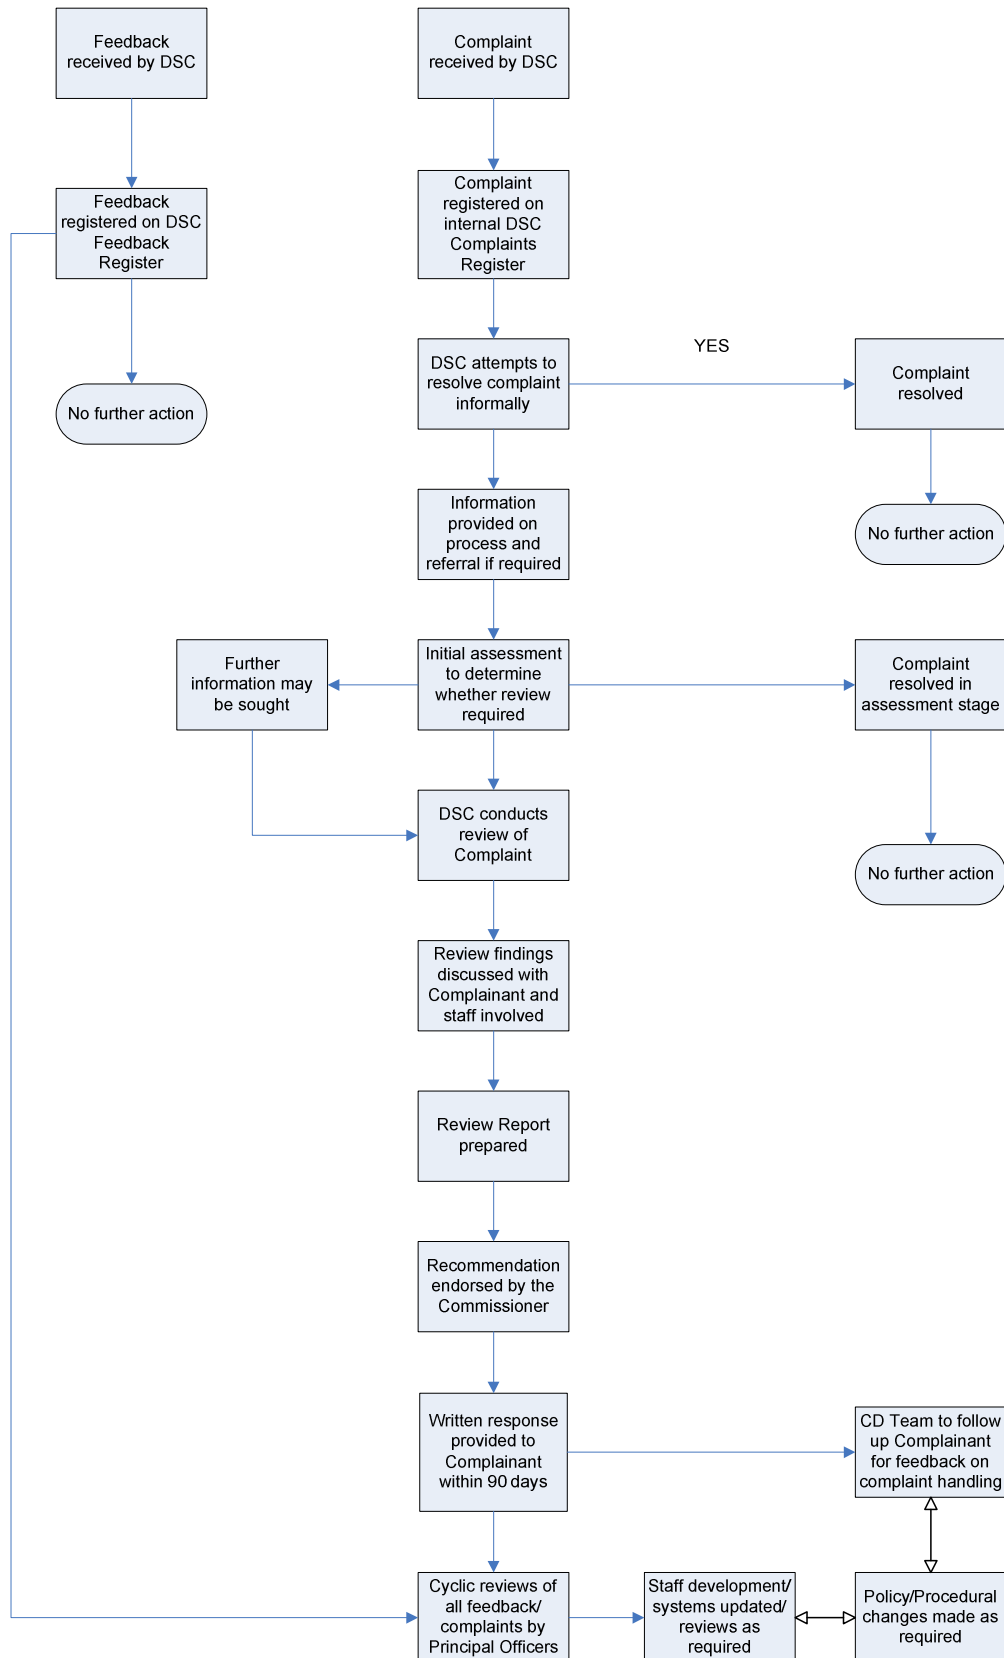 Feedback
received by DSC
Complaint
received by DSC
Feedback
registered on DSC
Feedback
Register
Complaint
registered on
internal DSC
Complaints
Register
No further action
DSC attempts to
resolve complaint
informally
YES
Complaint
resolved
Information
provided on
process and
referral if required
No further action
Further
information may
be sought
Initial assessment
to determine
whether review
required
Complaint
resolved in
assessment stage
DSC conducts
review of
Complaint
No further action
Review findings
discussed with
Complainant and
staff involved
Review Report
prepared
Recommendation
endorsed by the
Commissioner
Written response
provided to
Complainant
within 90 days
CD Team to follow
up Complainant
for feedback on
complaint handling
Cyclic reviews of
all feedback/
complaints by
Principal Officers
Staff development/
systems updated/
reviews as
required
Policy/Procedural
changes made as
required